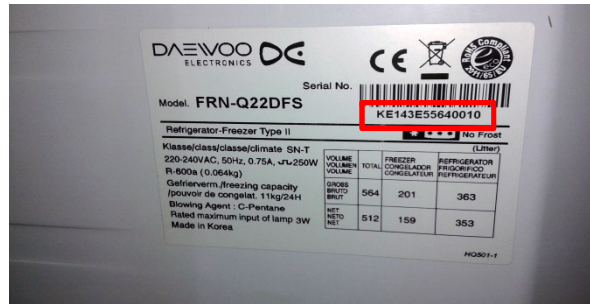 DAEWOO
ELECTRONICS
CE
RoHS Compliant
eco
2011/65/EU
Serial No.
Model. FRN-Q22DFS
KE143E55640010
No Frost
Refrigerator-Freezer Type II
Klasse/class/classe/climate SN-T
220-240VAC, 50Hz, 0.75A, 250W
R-600a (0.064kg)
Gefrierverm./freezing capacity
/pouvoir de congelat. 11kg/24H
Blowing Agent : C-Pentane
Rated maximum input of lamp 3W
Made in Korea
(Litter)
VOLUME VOLUMEN VOLUME TOTAL FREEZER CONGELADOR CONGELATEUR REFRIGERATOR FRIGORIFICO REFRIGERATEUR
GROSS BRUTO BRUT 564 201 363
NET NETO NET 512 159 353
HQ501-1